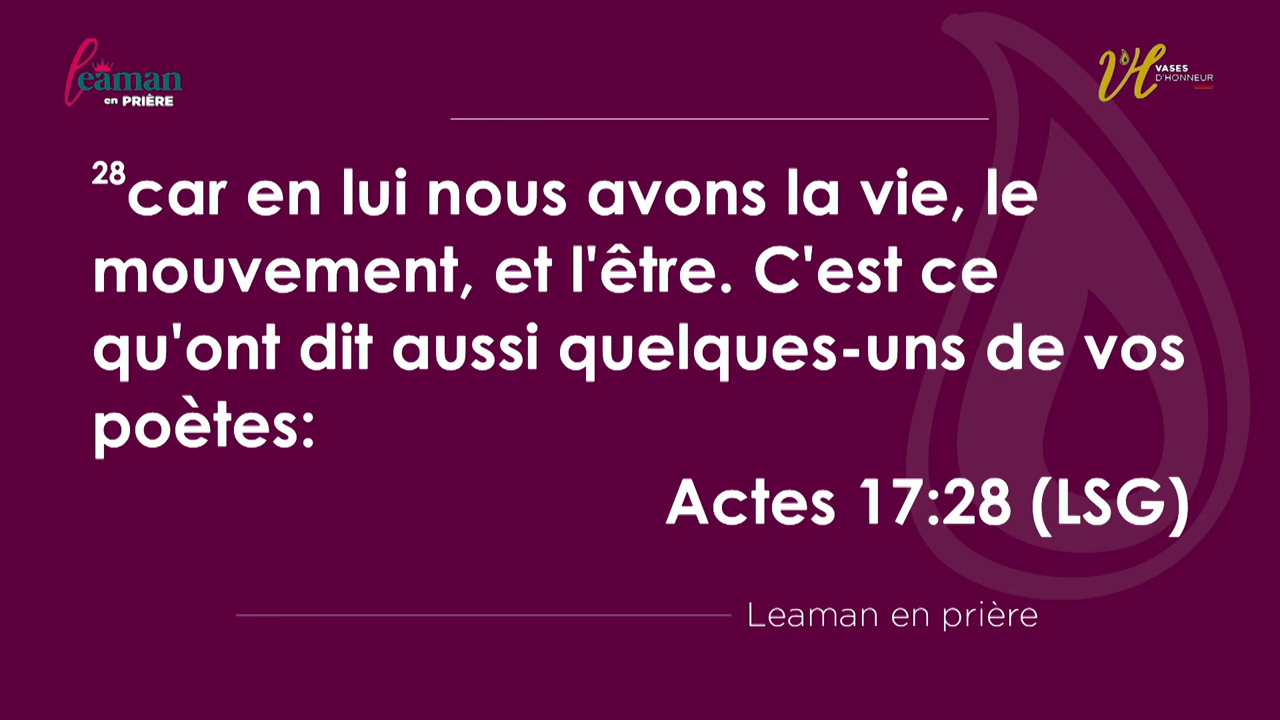 leaman
en PRIÈRE
VH VASES
D'HONNEUR
28car en lui nous avons la vie, le
mouvement, et l'être. C'est ce
qu'ont dit aussi quelques-uns de vos
poètes:
Actes 17:28 (LSG)
Leaman en prière